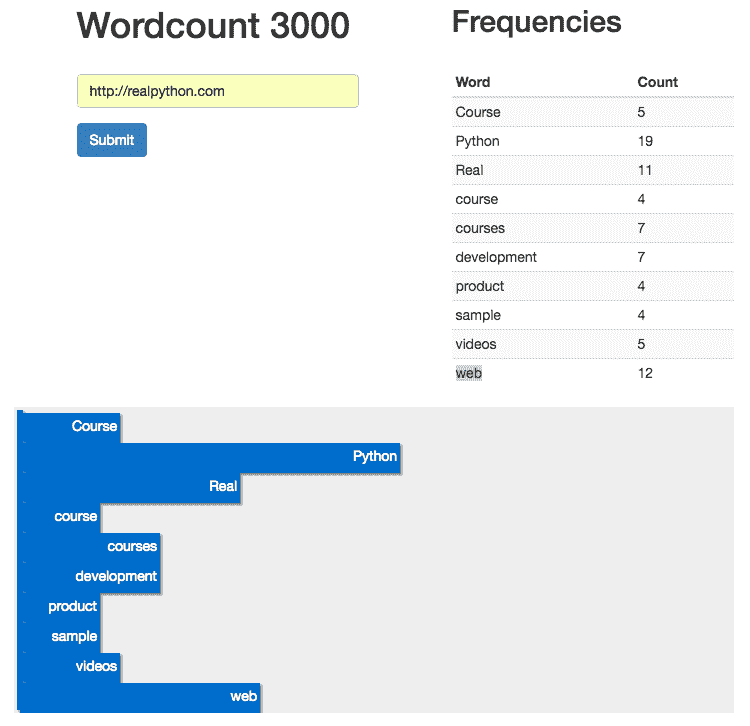 Wordcount 3000
http://realpython.com
Submit
Frequencies
Word Count
Course 5
Python 19
Real 11
course 4
courses 7
development 7
product 4
sample 4
videos 5
web 12
Course
Python
Real
course
courses
development
product
sample
videos
web